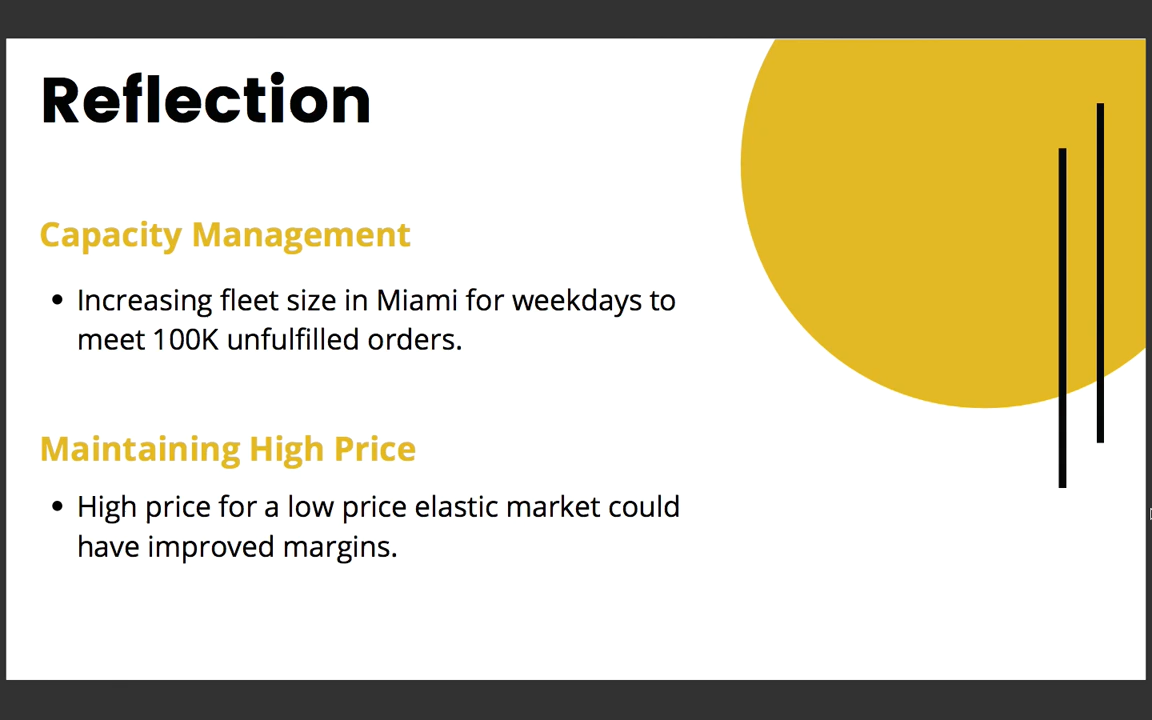 Reflection
Capacity Management
• Increasing fleet size in Miami for weekdays to
meet 100K unfulfilled orders.
Maintaining High Price
• High price for a low price elastic market could
have improved margins.